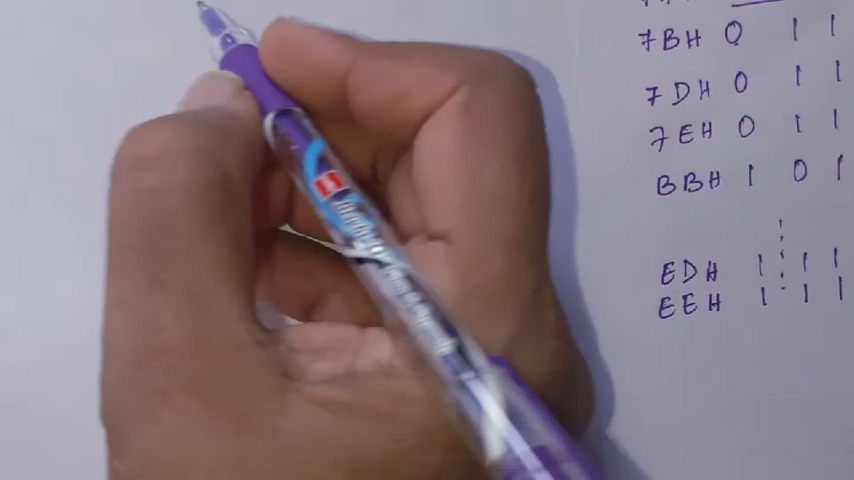 7BH 0 1 1
7DH 0 1 1
7EH 0 1 1
BBH 1 0 1
EDH 1 1 1
EEH 1 1 1